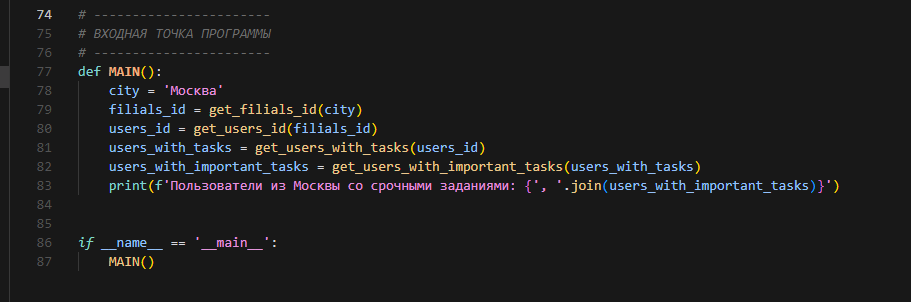 74 # -----------------------
75 # ВХОДНАЯ ТОЧКА ПРОГРАММЫ
76 # -----------------------
77 def MAIN():
78     city = 'Москва'
79     filials_id = get_filials_id(city)
80     users_id = get_users_id(filials_id)
81     users_with_tasks = get_users_with_tasks(users_id)
82     users_with_important_tasks = get_users_with_important_tasks(users_with_tasks)
83     print(f'Пользователи из Москвы со срочными заданиями: {', '.join(users_with_important_tasks)}')
84
85
86 if __name__ == '__main__':
87     MAIN()